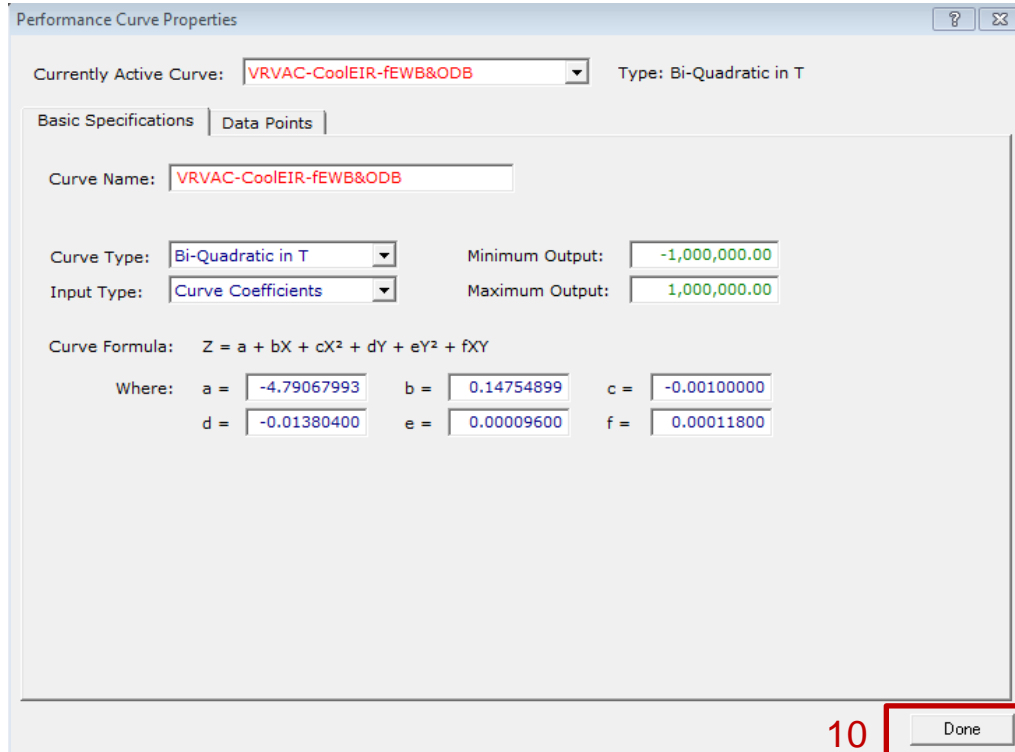 Performance Curve Properties
Currently Active Curve: VRVAC-CoolEIR-fEWB&ODB Type: Bi-Quadratic in T
Basic Specifications Data Points
Curve Name: VRVAC-CoolEIR-fEWB&ODB
Curve Type: Bi-Quadratic in T Minimum Output: -1,000,000.00
Input Type: Curve Coefficients Maximum Output: 1,000,000.00
Curve Formula: Z = a + bX + cX² + dY + eY² + fXY
Where: a = -4.79067993 b = 0.14754899 c = -0.00100000
d = -0.01380400 e = 0.00009600 f = 0.00011800
10 Done